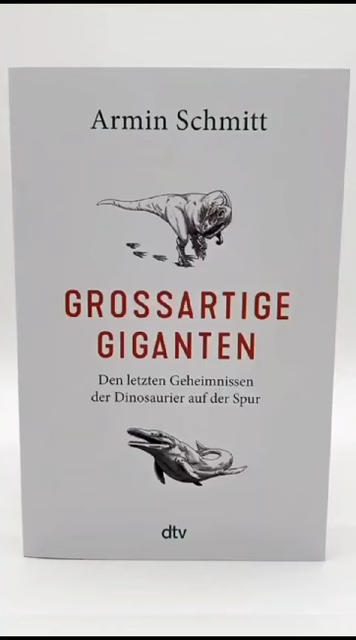 Armin Schmitt
GROSSARTIGE
GIGANTEN
Den letzten Geheimnissen
der Dinosaurier auf der Spur
dtv